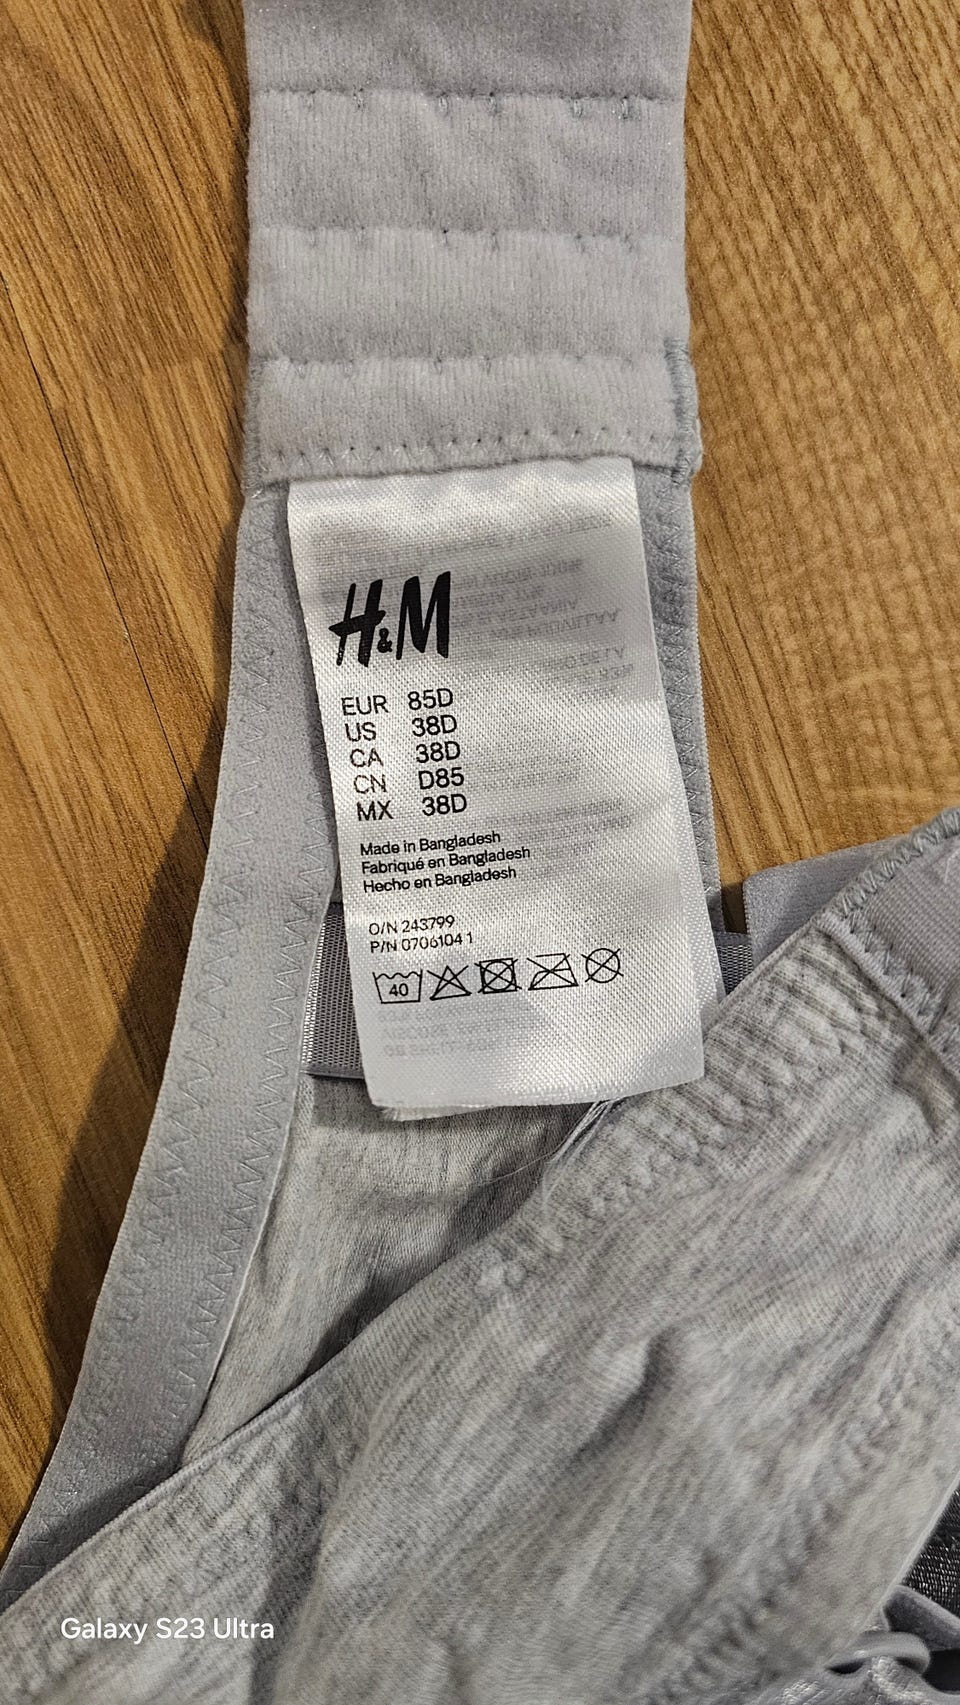 H&M
EUR 85D
US 38D
CA 38D
CN D85
MX 38D
Made in Bangladesh
Fabriqué en Bangladesh
Hecho en Bangladesh
O/N 243799
P/N 0706104 1
40
Galaxy S23 Ultra